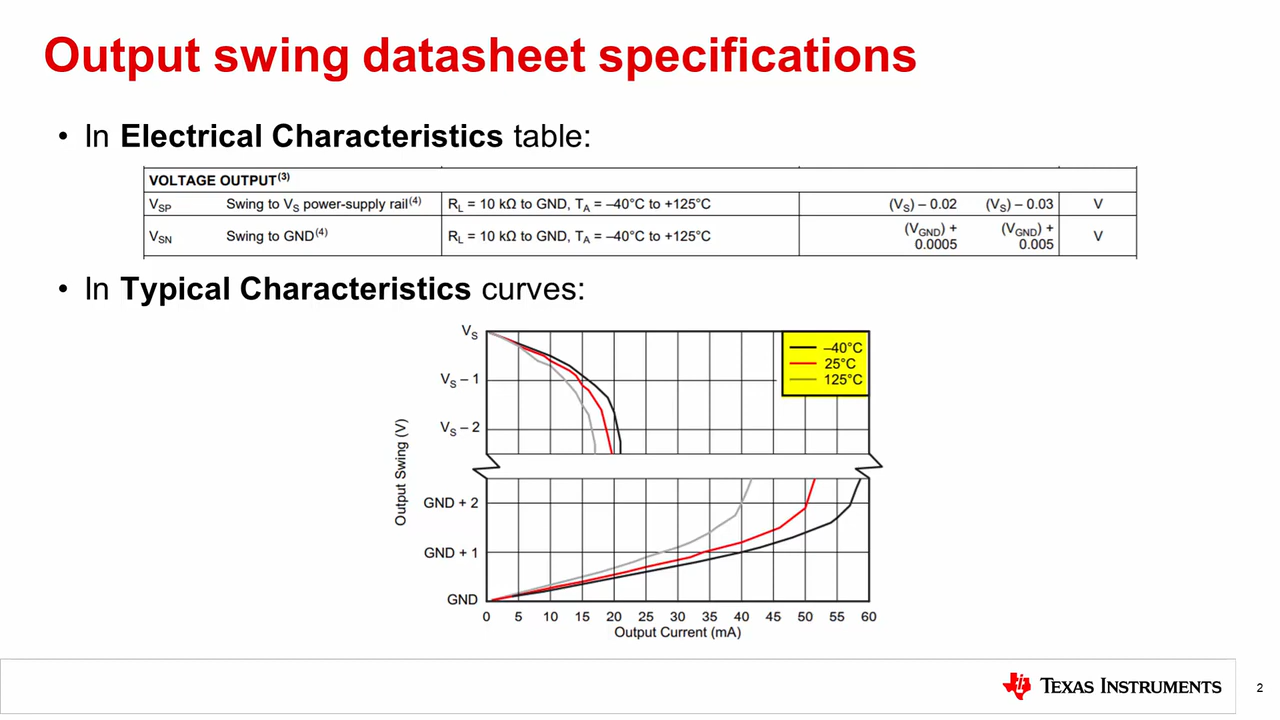 Output swing datasheet specifications
• In Electrical Characteristics table:
VOLTAGE OUTPUT(3)
VSP Swing to VS power-supply rail(4) RL = 10 kΩ to GND, TA = –40°C to +125°C (VS) – 0.02 (VS) – 0.03 V
VSN Swing to GND(4) RL = 10 kΩ to GND, TA = –40°C to +125°C (VGND) + 0.0005 (VGND) + 0.005 V
• In Typical Characteristics curves:
VS
VS – 1
VS – 2
GND + 2
GND + 1
GND
Output Swing (V)
–40°C
25°C
125°C
0 5 10 15 20 25 30 35 40 45 50 55 60
Output Current (mA)
TEXAS INSTRUMENTS
2